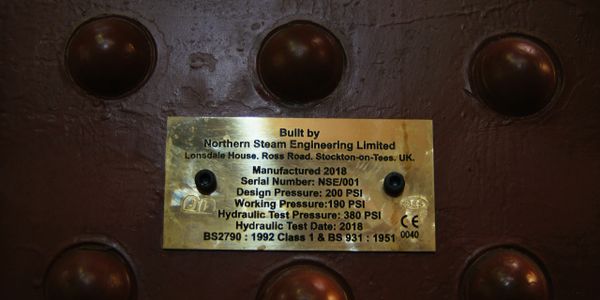 Built by
Northern Steam Engineering Limited
Lonsdale House, Ross Road, Stockton-on-Tees, UK.
Manufactured 2018
Serial Number: NSE/001
Design Pressure: 200 PSI
Working Pressure:190 PSI
Hydraulic Test Pressure: 380 PSI
Hydraulic Test Date: 2018
CE
0040
BS2790 : 1992 Class 1 & BS 931 : 1951